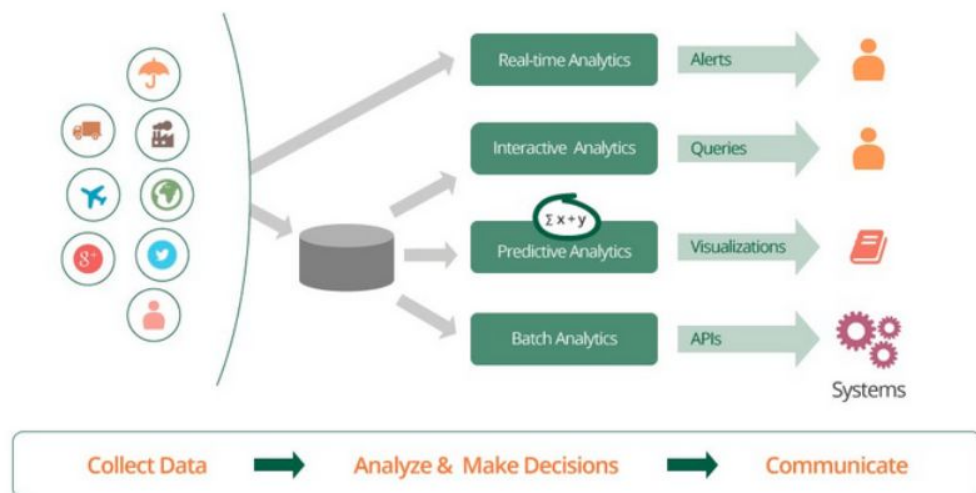 Real-time Analytics
Alerts
Interactive Analytics
Queries
Σ x + y
Predictive Analytics
Visualizations
g+
Batch Analytics
APIs
Systems
Collect Data
Analyze & Make Decisions
Communicate